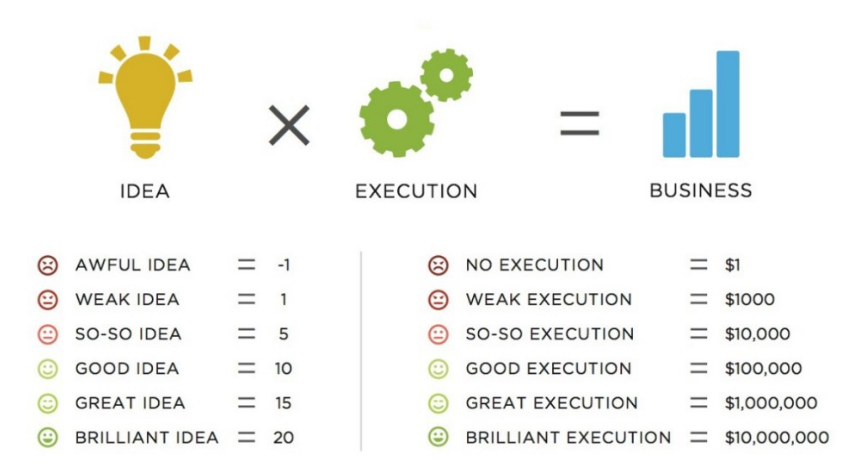 ×
=
IDEA
EXECUTION
BUSINESS
AWFUL IDEA = -1
WEAK IDEA = 1
SO-SO IDEA = 5
GOOD IDEA = 10
GREAT IDEA = 15
BRILLIANT IDEA = 20
NO EXECUTION = $1
WEAK EXECUTION = $1000
SO-SO EXECUTION = $10,000
GOOD EXECUTION = $100,000
GREAT EXECUTION = $1,000,000
BRILLIANT EXECUTION = $10,000,000